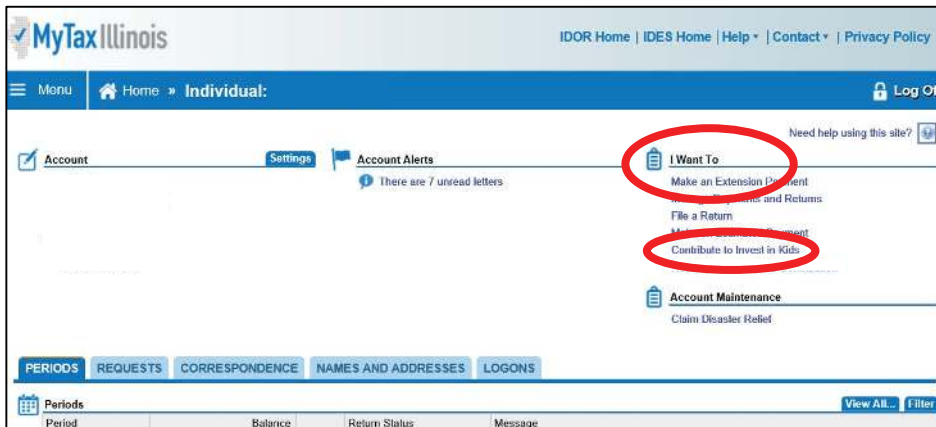 MyTax Illinois
IDOR Home | IDES Home | Help | Contact | Privacy Policy
Menu Home » Individual: Log Of
Need help using this site?
Account Settings Account Alerts I Want To
There are 7 unread letters
Make an Extension Payment
and Returns
File a Return
Contribute to Invest in Kids
Account Maintenance
Claim Disaster Relief
PERIODS REQUESTS CORRESPONDENCE NAMES AND ADDRESSES LOGONS
Periods View All... Filter
Period Balance Return Status Message